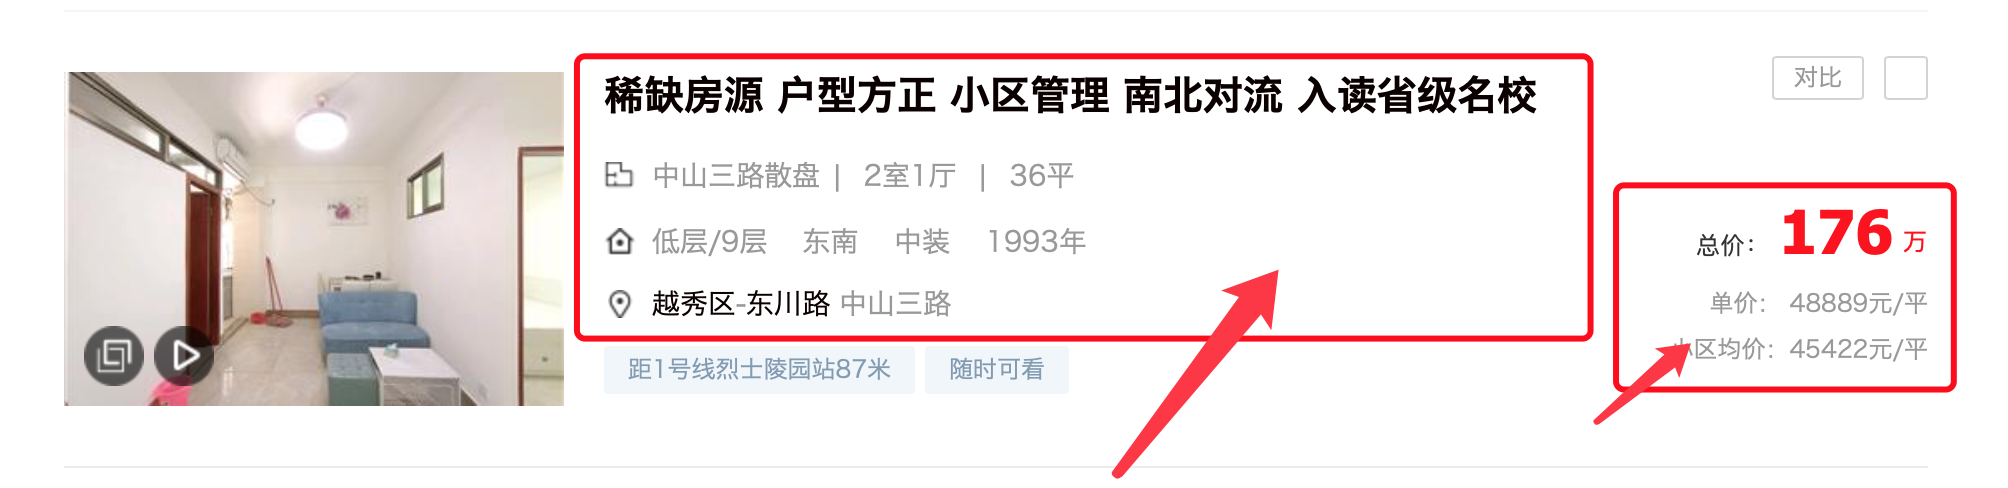 稀缺房源 户型方正 小区管理 南北对流 入读省级名校
中山三路散盘 | 2室1厅 | 36平
低层/9层 东南 中装 1993年
越秀区-东川路 中山三路
距1号线烈士陵园站87米 随时可看
对比
总价： 176 万
单价： 48889元/平
小区均价： 45422元/平